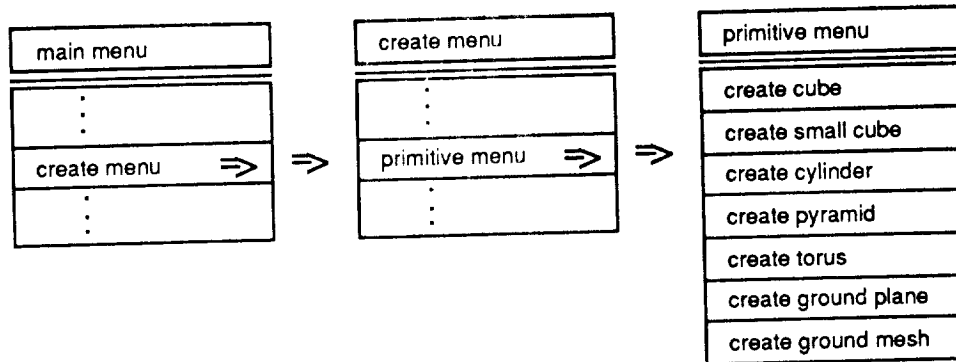 main menu
create menu
create menu
primitive menu
primitive menu
create cube
create small cube
create cylinder
create pyramid
create torus
create ground plane
create ground mesh